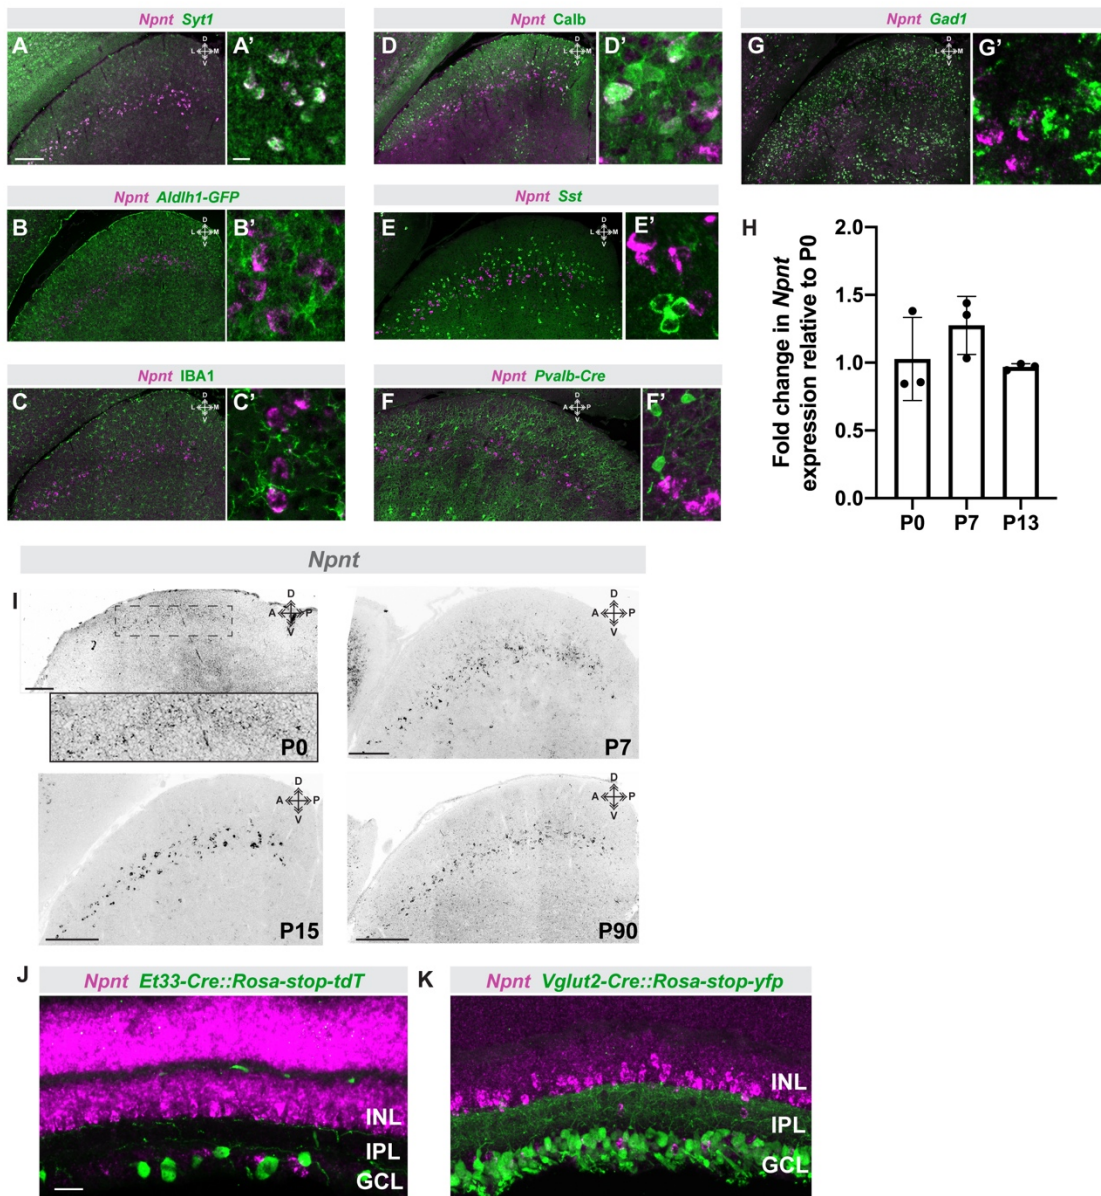 Npnt Syt1
A
A’
D
L M
V
Npnt Calb
D
D’
D
L M
V
Npnt Gad1
G
G’
D
L M
V
Npnt Aldlh1-GFP
B
B’
D
L M
V
Npnt Sst
E
E’
D
L M
V
H
Fold change in Npnt
expression relative to P0
2.0
1.5
1.0
0.5
0.0
P0 P7 P13
Npnt IBA1
C
C’
D
L M
V
Npnt Pvalb-Cre
F
F’
D
A P
V
Npnt
I
D
A P
V
P0
D
A P
V
P7
D
A P
V
P15
D
A P
V
P90
J
Npnt Et33-Cre::Rosa-stop-tdT
INL
IPL
GCL
K
Npnt Vglut2-Cre::Rosa-stop-yfp
INL
IPL
GCL